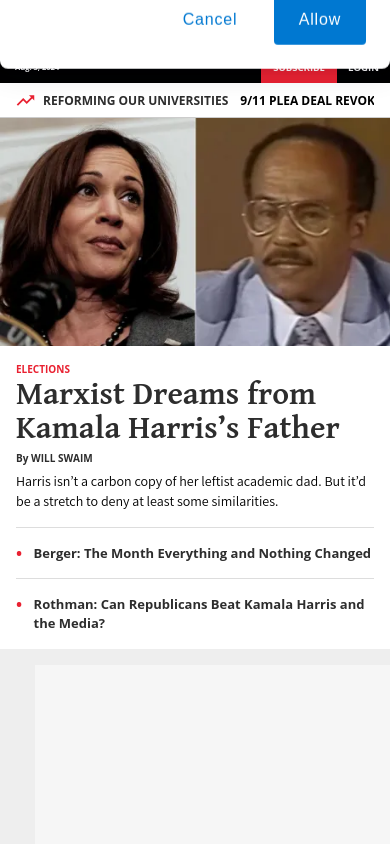 Cancel Allow
SUBSCRIBE LOGIN
REFORMING OUR UNIVERSITIES 9/11 PLEA DEAL REVOK
ELECTIONS
Marxist Dreams from
Kamala Harris’s Father
By WILL SWAIM
Harris isn’t a carbon copy of her leftist academic dad. But it’d
be a stretch to deny at least some similarities.
Berger: The Month Everything and Nothing Changed
Rothman: Can Republicans Beat Kamala Harris and
the Media?